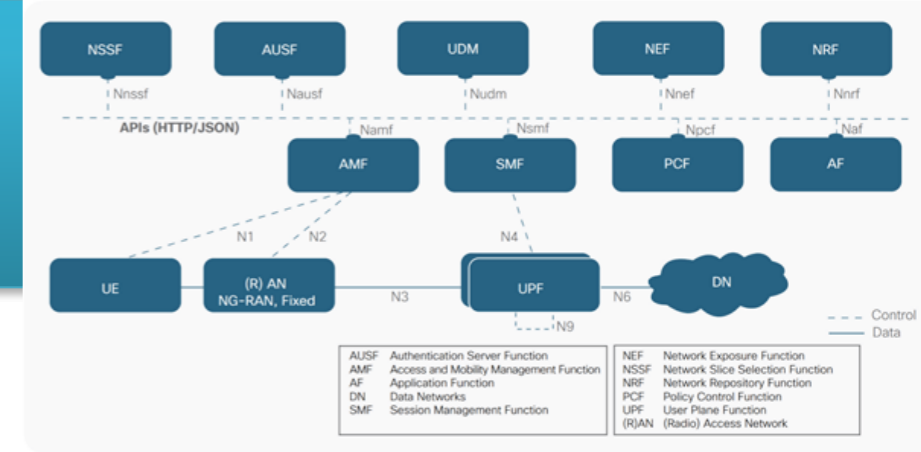 NSSF
AUSF
UDM
NEF
NRF
Nnssf
Nausf
Nudm
Nnef
Nnrf
APIs (HTTP/JSON)
Namf
Nsmf
Npcf
Naf
AMF
SMF
PCF
AF
N1
N2
N4
UE
(R) AN
NG-RAN, Fixed
N3
UPF
N6
DN
N9
Control
Data
AUSF Authentication Server Function
AMF Access and Mobility Management Function
AF Application Function
DN Data Networks
SMF Session Management Function
NEF Network Exposure Function
NSSF Network Slice Selection Function
NRF Network Repository Function
PCF Policy Control Function
UPF User Plane Function
(R)AN (Radio) Access Network